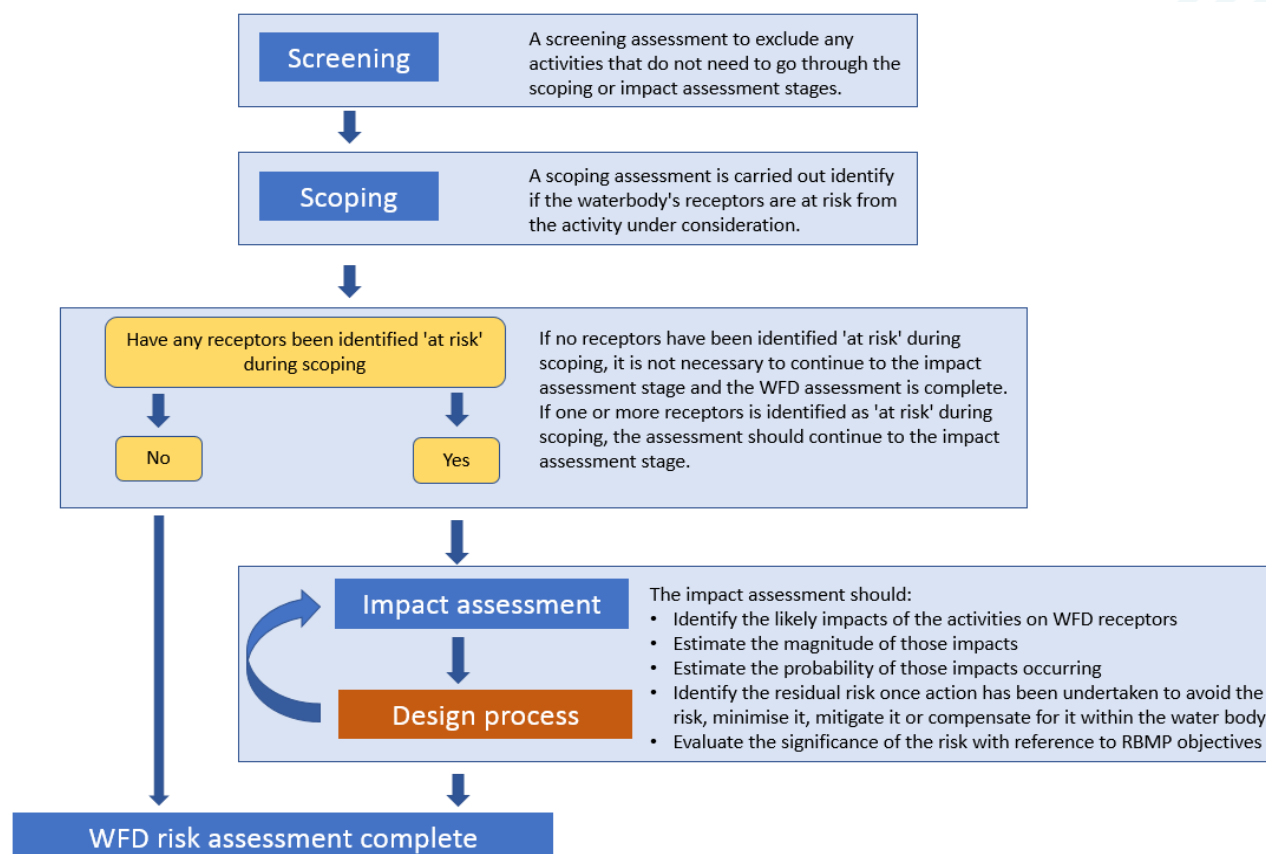 Screening
A screening assessment to exclude any
activities that do not need to go through the
scoping or impact assessment stages.
Scoping
A scoping assessment is carried out identify
if the waterbody's receptors are at risk from
the activity under consideration.
Have any receptors been identified 'at risk'
during scoping
No
Yes
If no receptors have been identified 'at risk' during
scoping, it is not necessary to continue to the impact
assessment stage and the WFD assessment is complete.
If one or more receptors is identified as 'at risk' during
scoping, the assessment should continue to the impact
assessment stage.
Impact assessment
Design process
The impact assessment should:
• Identify the likely impacts of the activities on WFD receptors
• Estimate the magnitude of those impacts
• Estimate the probability of those impacts occurring
• Identify the residual risk once action has been undertaken to avoid the
risk, minimise it, mitigate it or compensate for it within the water body
• Evaluate the significance of the risk with reference to RBMP objectives
WFD risk assessment complete